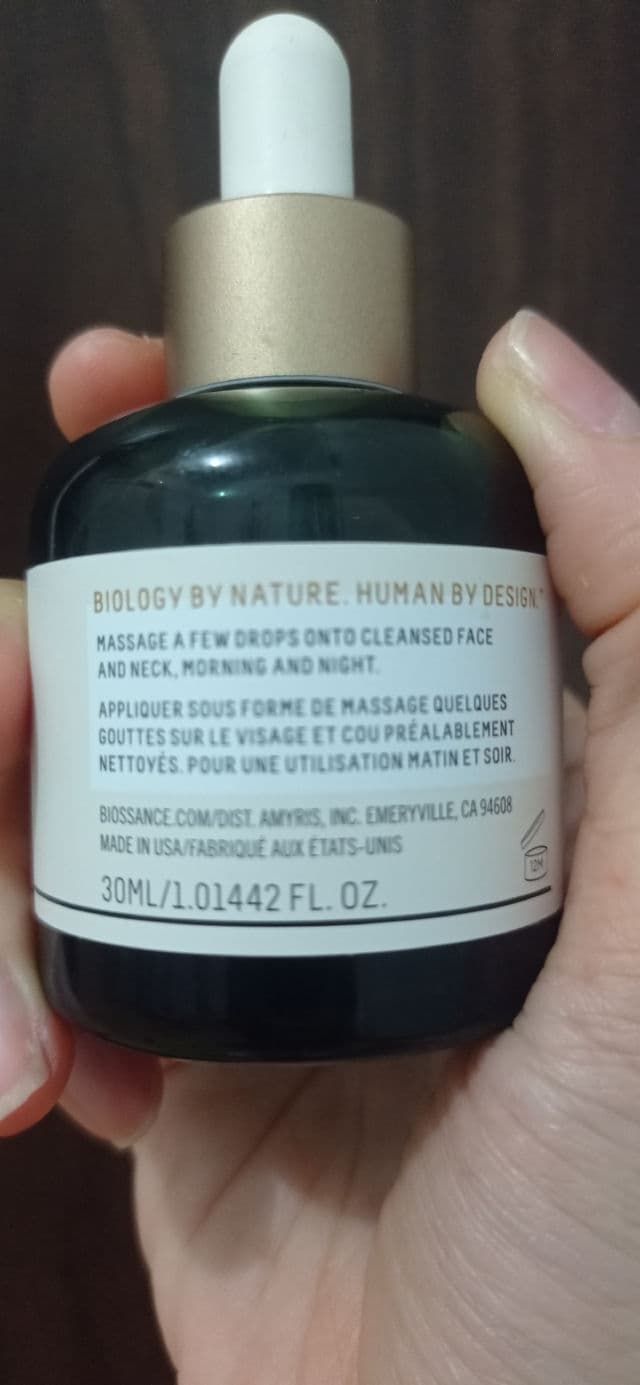 BIOLOGY BY NATURE. HUMAN BY DESIGN.™
MASSAGE A FEW DROPS ONTO CLEANSED FACE
AND NECK, MORNING AND NIGHT.
APPLIQUER SOUS FORME DE MASSAGE QUELQUES
GOUTTES SUR LE VISAGE ET COU PRÉALABLEMENT
NETTOYÉS. POUR UNE UTILISATION MATIN ET SOIR.
BIOSSANCE.COM/DIST. AMYRIS, INC. EMERYVILLE, CA 94608
MADE IN USA/FABRIQUÉ AUX ÉTATS-UNIS
12M
30ML/1.01442 FL. OZ.